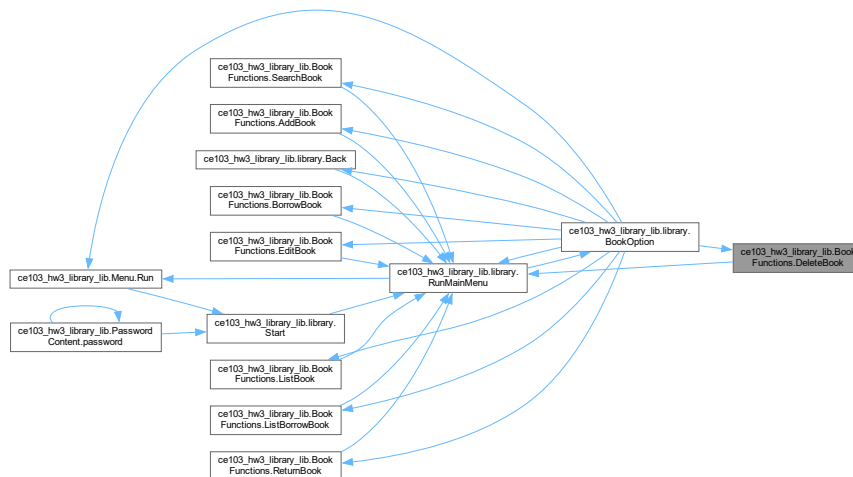 ce103_hw3_library_lib.Book
Functions.SearchBook
ce103_hw3_library_lib.Book
Functions.AddBook
ce103_hw3_library_lib.library.Back
ce103_hw3_library_lib.Book
Functions.BorrowBook
ce103_hw3_library_lib.library.
BookOption
ce103_hw3_library_lib.Book
Functions.EditBook
ce103_hw3_library_lib.Book
Functions.DeleteBook
ce103_hw3_library_lib.Menu.Run
ce103_hw3_library_lib.library.
RunMainMenu
ce103_hw3_library_lib.Password
Content.password
ce103_hw3_library_lib.library.
Start
ce103_hw3_library_lib.Book
Functions.ListBook
ce103_hw3_library_lib.Book
Functions.ListBorrowBook
ce103_hw3_library_lib.Book
Functions.ReturnBook